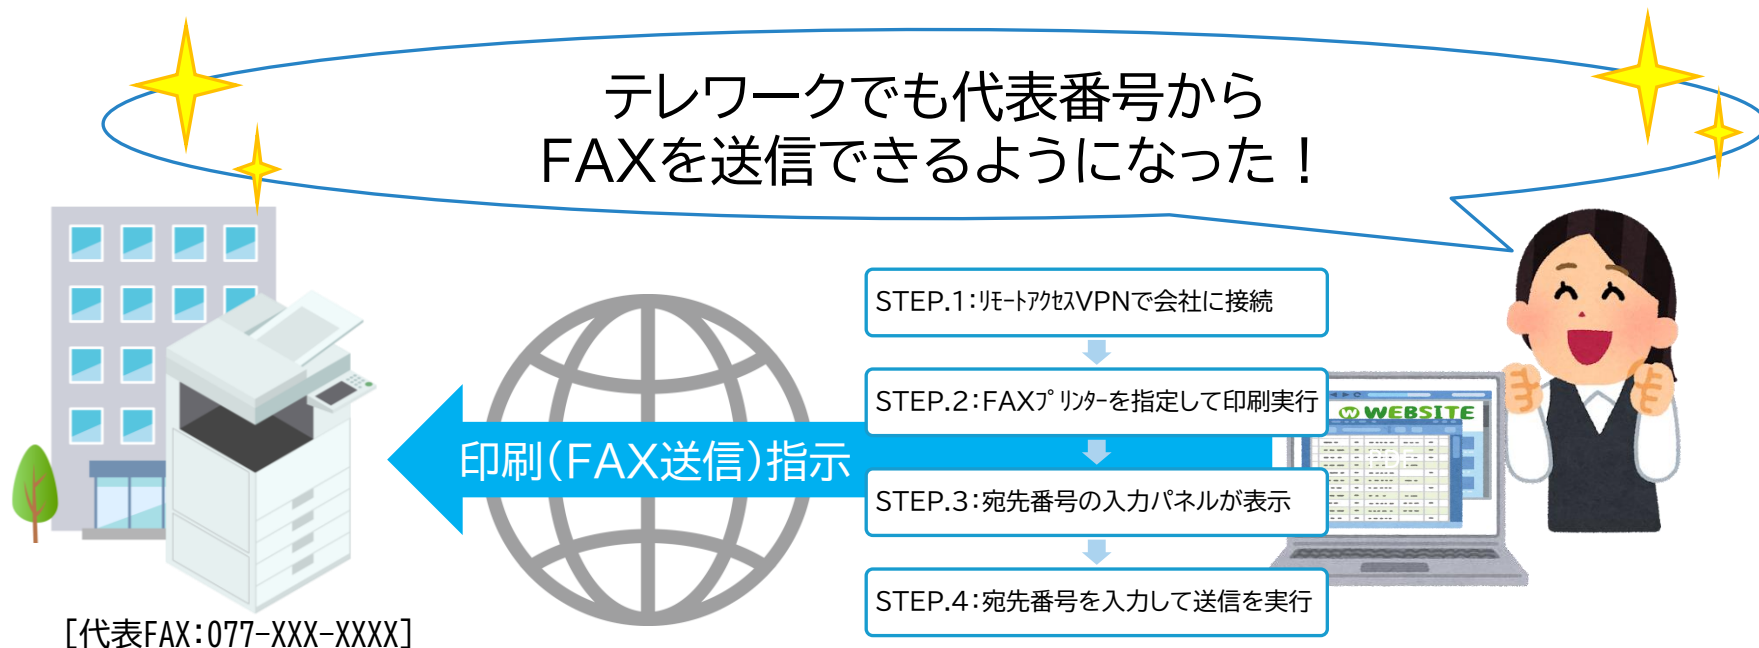 テレワークでも代表番号から
FAXを送信できるようになった！
STEP.1：ﾘﾓｰﾄｱｸｾｽVPNで会社に接続
STEP.2：FAXﾌﾟﾘﾝﾀｰを指定して印刷実行
WEBSITE
PDF
印刷(FAX送信)指示
STEP.3：宛先番号の入力パネルが表示
STEP.4：宛先番号を入力して送信を実行
[代表FAX：077-XXX-XXXX]